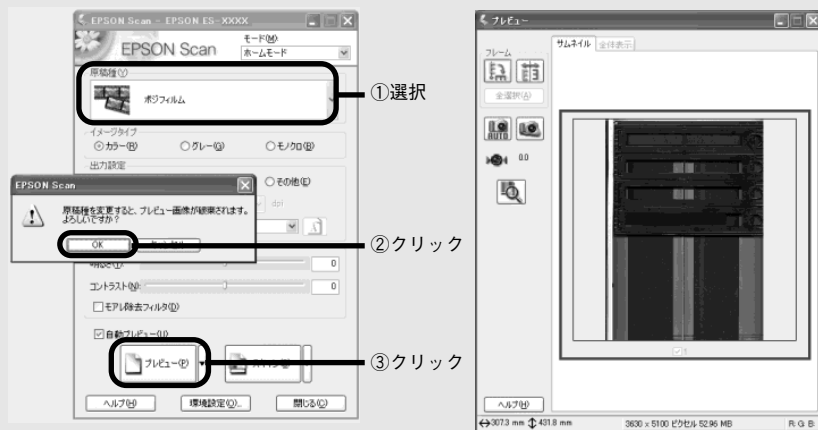 EPSON Scan - EPSON ES-XXXX
EPSON Scan
モード(M):
ホームモード
原稿種(Y)
ポジフィルム
①選択
イメージタイプ
カラー(R)
グレー(G)
モノクロ(B)
出力設定
その他(E)
dpi
EPSON Scan
原稿種を変更すると、プレビュー画像が破棄されます。
よろしいですか?
OK
②クリック
0
コントラスト(N):
0
モアレ除去フィルタ(D)
自動プレビュー(U)
プレビュー(P)
③クリック
ヘルプ(H)
環境設定(O)...
閉じる(C)
プレビュー
フレーム
サムネイル
全体表示
全選択(A)
AUTO
0.0
1
ヘルプ(H)
307.3 mm
431.8 mm
3630 x 5100 ピクセル 52.96 MB
R: G: B: